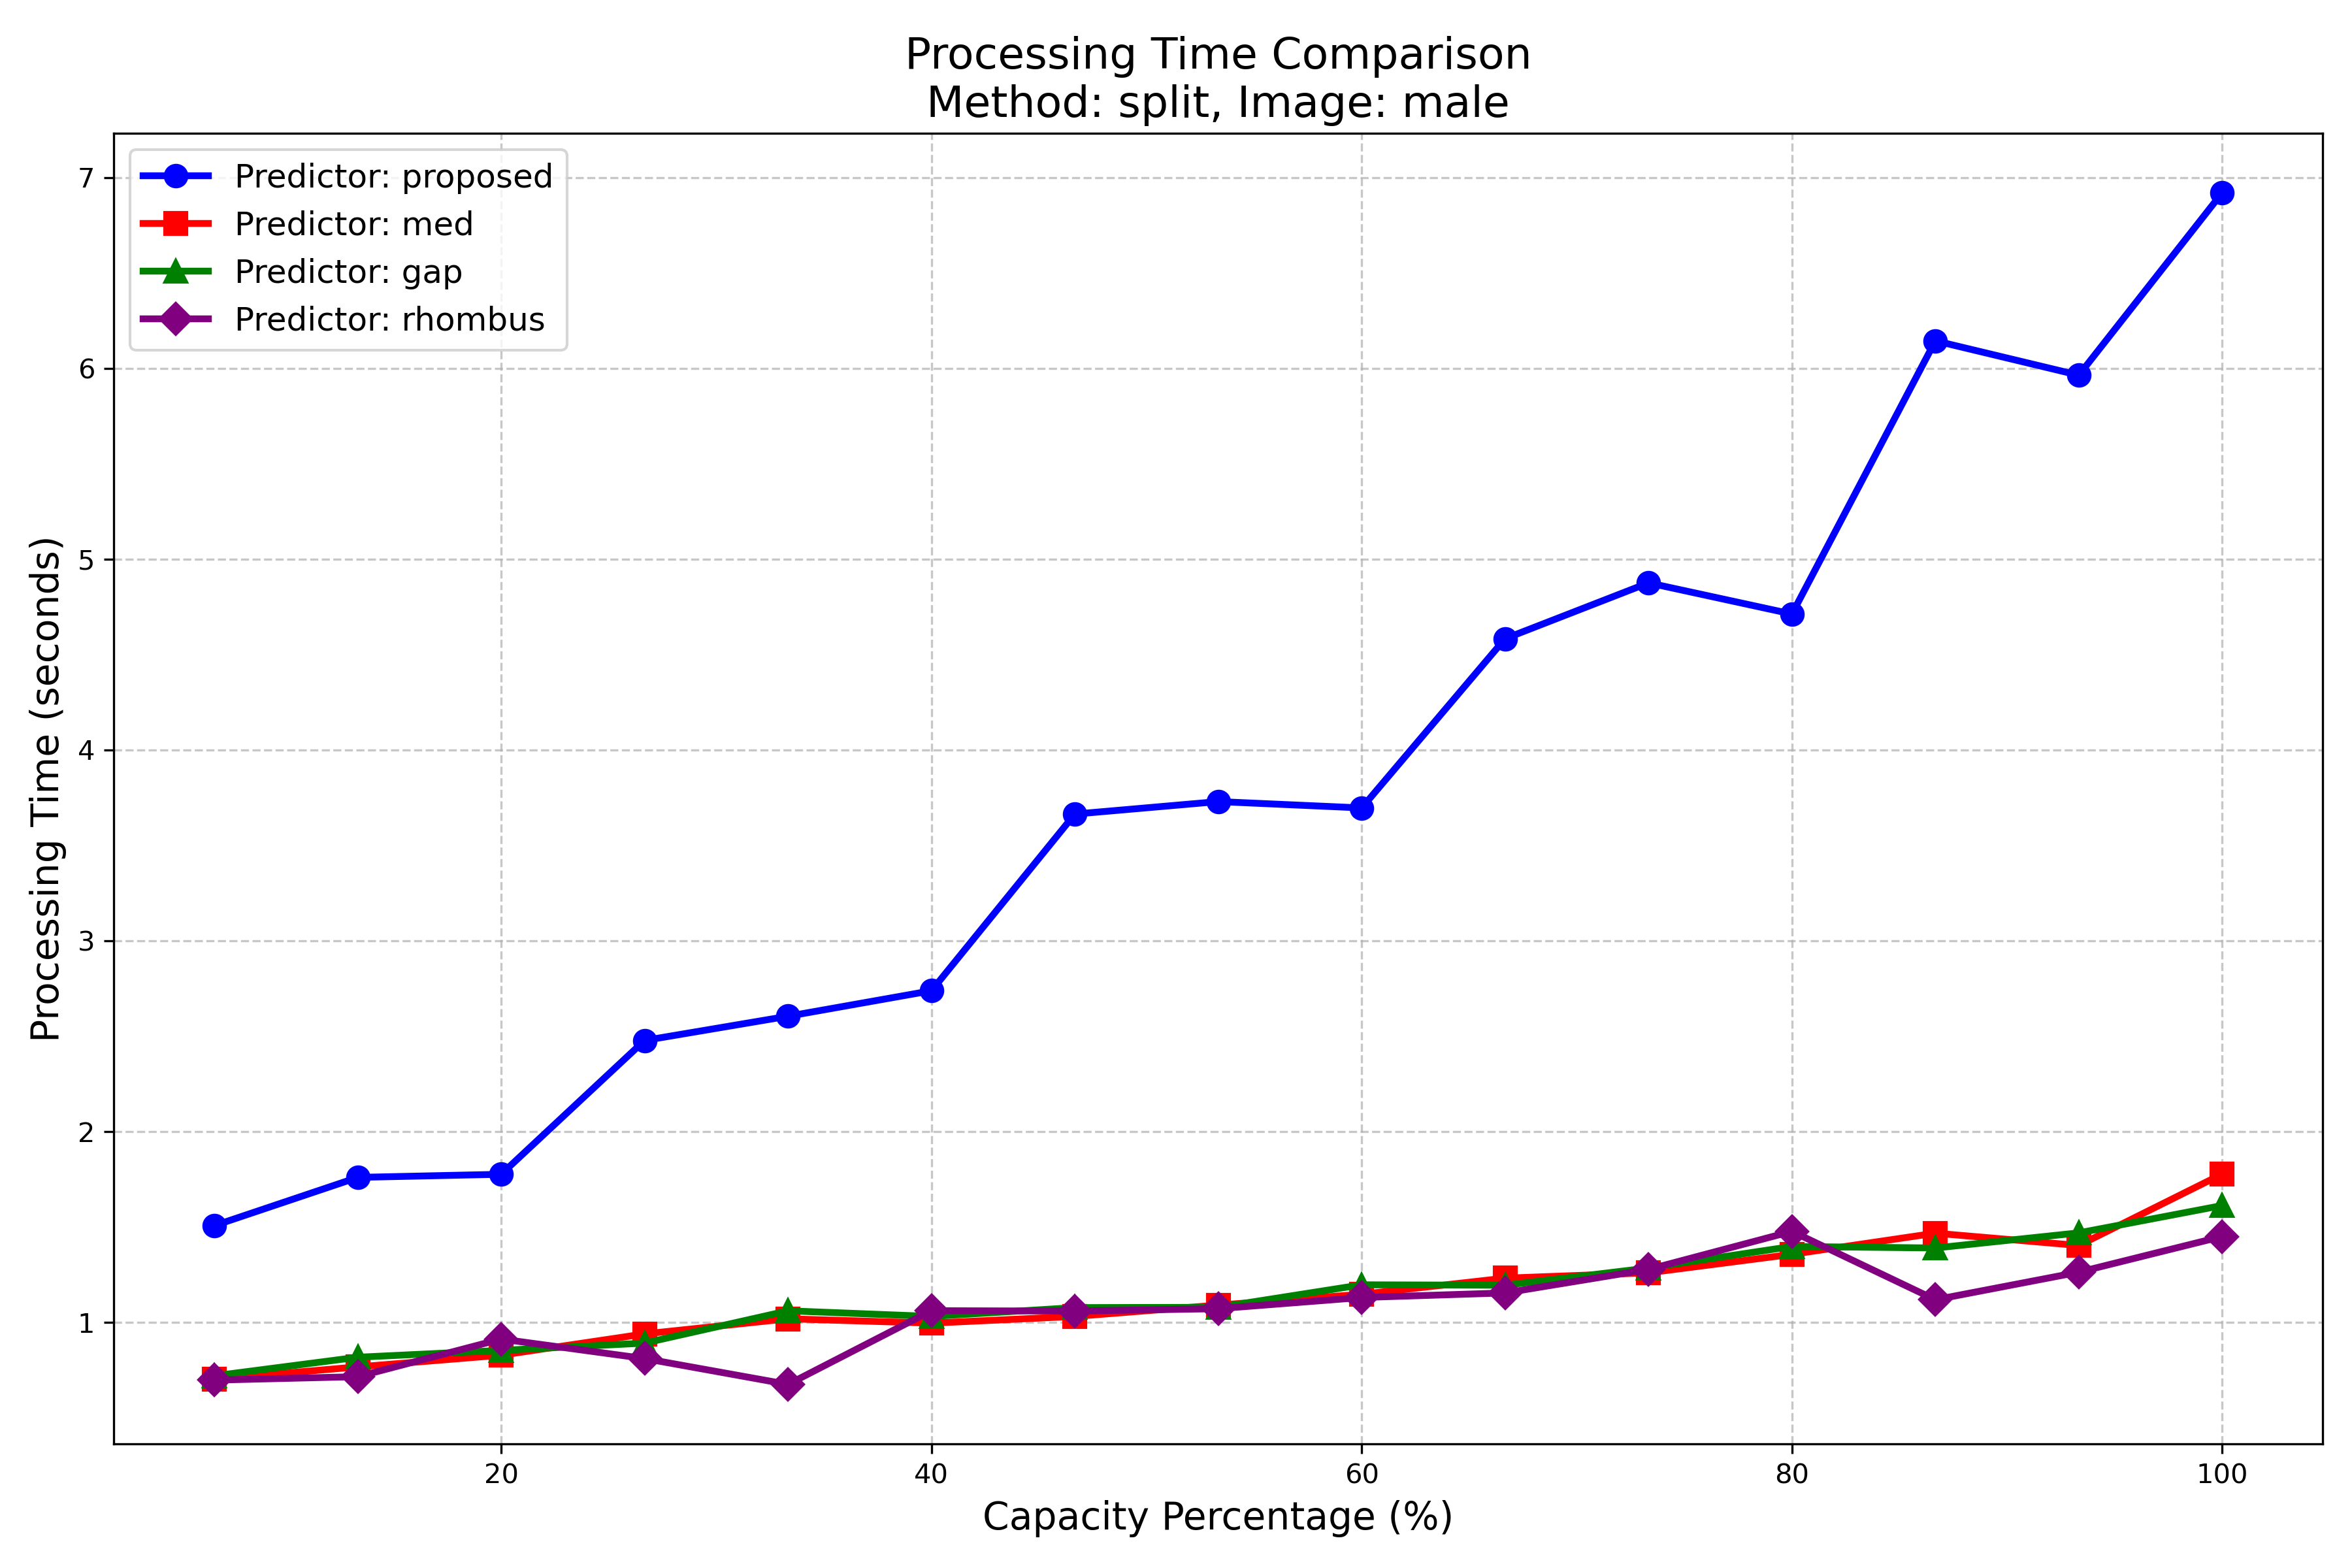 Processing Time Comparison
Method: split, Image: male
Predictor: proposed
Predictor: med
Predictor: gap
Predictor: rhombus
Processing Time (seconds)
7
6
5
4
3
2
1
20 40 60 80 100
Capacity Percentage (%)